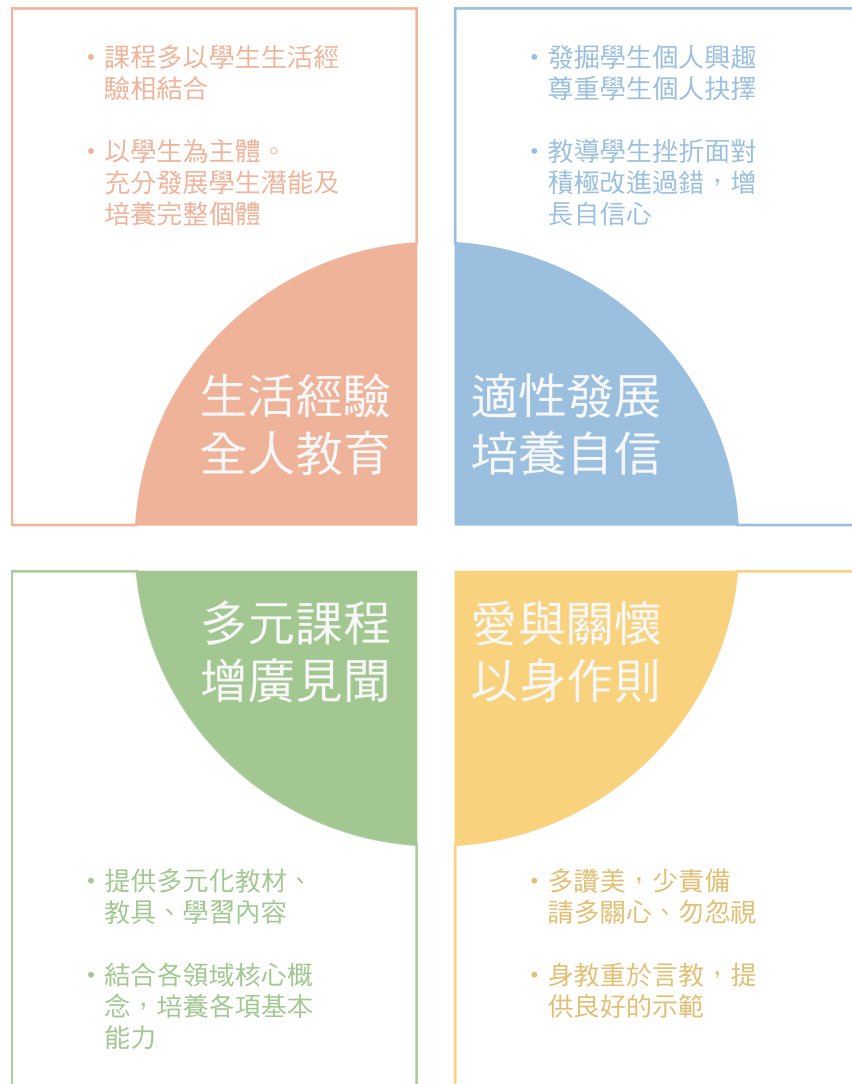 • 課程多以學生生活經
驗相結合
• 以學生為主體。
充分發展學生潛能及
培養完整個體
生活經驗
全人教育
• 發掘學生個人興趣
尊重學生個人抉擇
• 教導學生挫折面對
積極改進過錯，增
長自信心
適性發展
培養自信
多元課程
增廣見聞
• 提供多元化教材、
教具、學習內容
• 結合各領域核心概
念，培養各項基本
能力
愛與關懷
以身作則
• 多讚美，少責備
請多關心、勿忽視
• 身教重於言教，提
供良好的示範